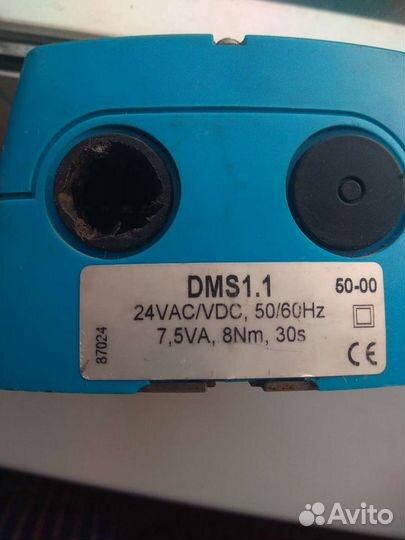 DMS1.1
50-00
24VAC/VDC, 50/60Hz
7,5VA, 8Nm, 30s
87024
CE
Avito